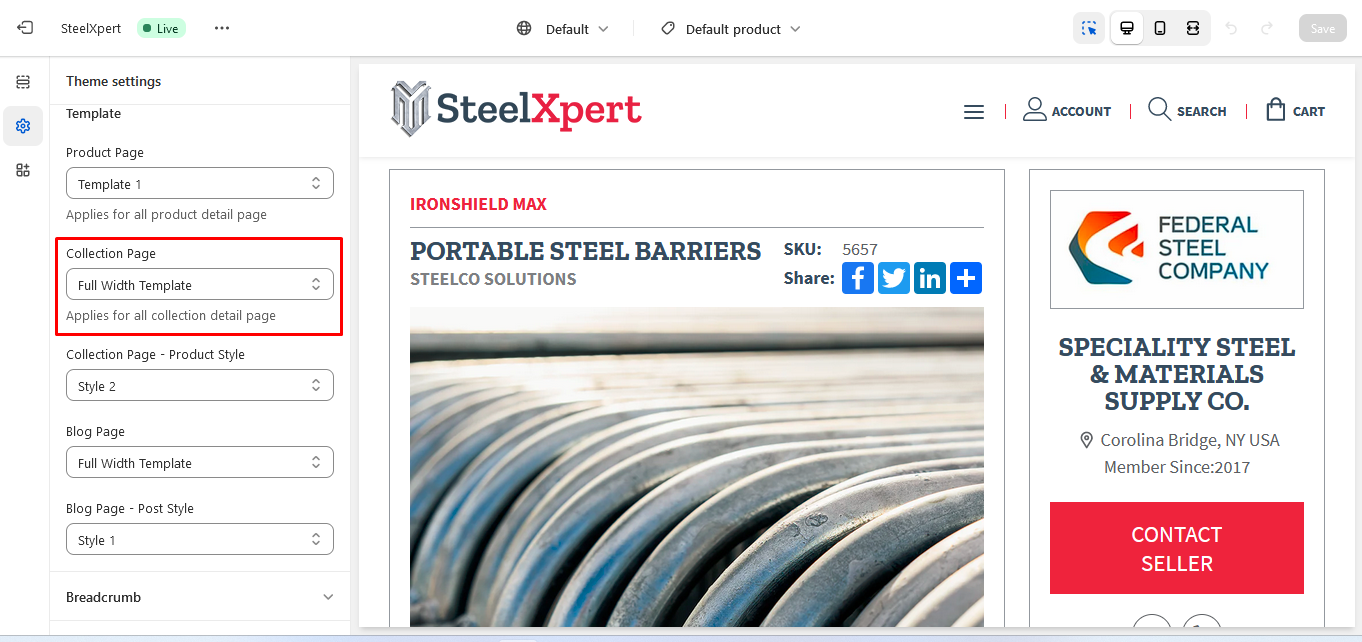 SteelXpert
Live
Default
Default product
Save
Theme settings
Template
Product Page
Template 1
Applies for all product detail page
Collection Page
Full Width Template
Applies for all collection detail page
Collection Page - Product Style
Style 2
Blog Page
Full Width Template
Blog Page - Post Style
Style 1
Breadcrumb
SteelXpert
ACCOUNT
SEARCH
CART
IRONSHIELD MAX
PORTABLE STEEL BARRIERS
STEELCO SOLUTIONS
SKU: 5657
Share:
FEDERAL
STEEL
COMPANY
SPECIALITY STEEL
& MATERIALS
SUPPLY CO.
Corolina Bridge, NY USA
Member Since:2017
CONTACT
SELLER